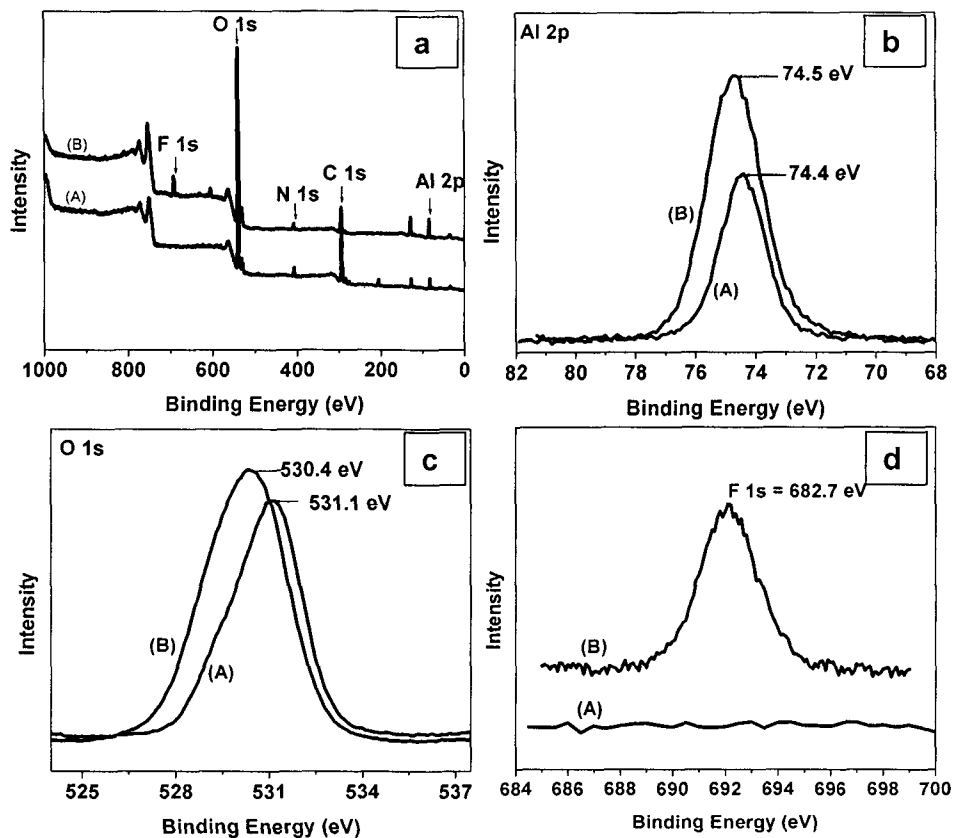 a
O 1s
(B)
F 1s
(A)
N 1s
C 1s
Al 2p
Intensity
1000 800 600 400 200 0
Binding Energy (eV)
Al 2p
b
74.5 eV
74.4 eV
(B)
(A)
Intensity
82 80 78 76 74 72 70 68
Binding Energy (eV)
O 1s
c
530.4 eV
531.1 eV
(B)
(A)
Intensity
525 528 531 534 537
Binding Energy (eV)
d
F 1s = 682.7 eV
(B)
(A)
Intensity
684 686 688 690 692 694 696 698 700
Binding Energy (eV)